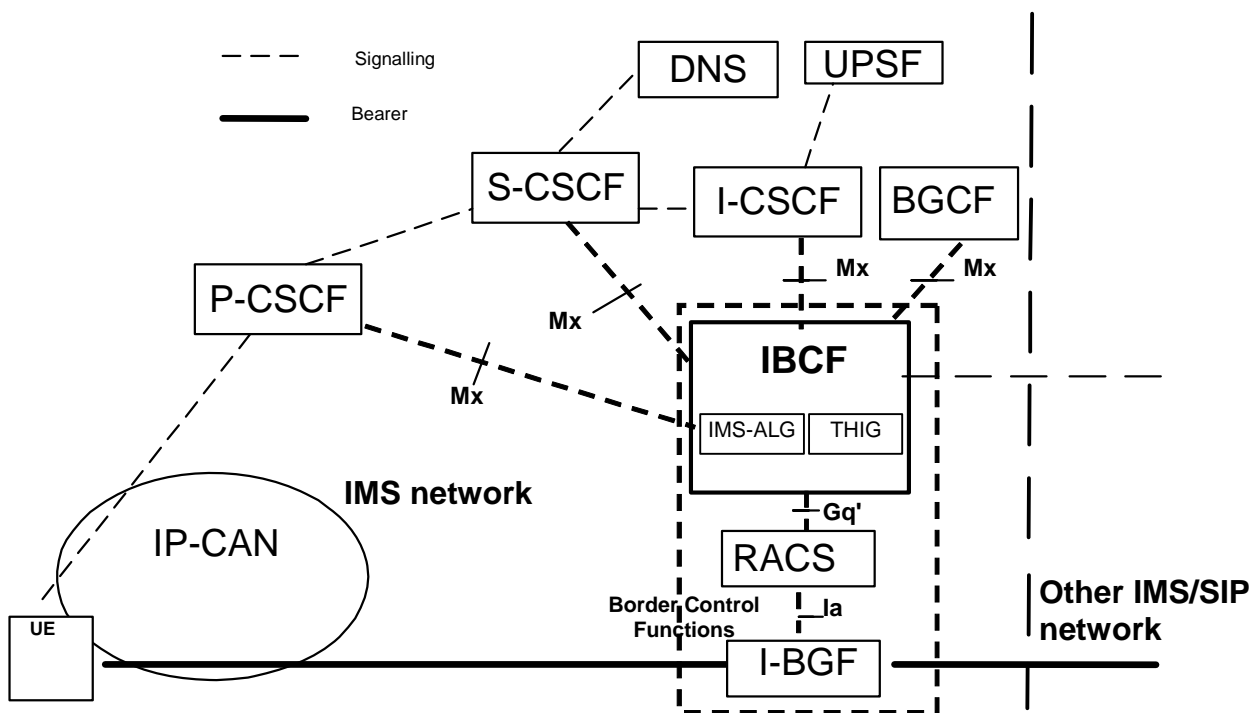 Signalling
Bearer
DNS
UPSF
S-CSCF
I-CSCF
BGCF
P-CSCF
Mx
Mx
Mx
Mx
IBCF
IMS-ALG
THIG
IMS network
Gq'
IP-CAN
RACS
Border Control
Functions
Ia
Other IMS/SIP
network
UE
I-BGF